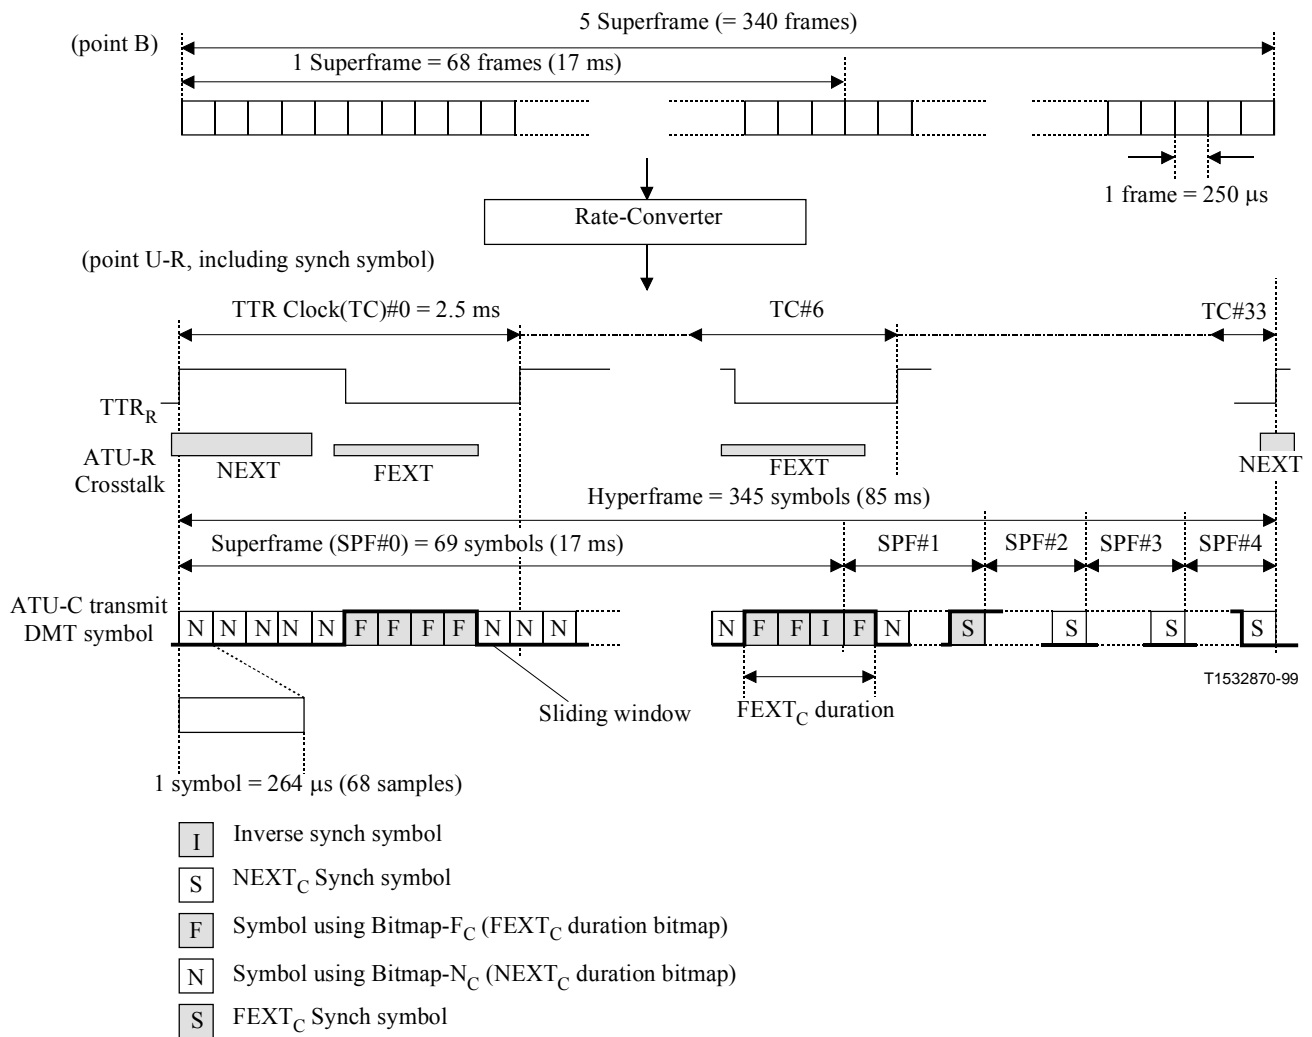 5 Superframe (= 340 frames)
(point B)
1 Superframe = 68 frames (17 ms)
1 frame = 250 μs
Rate-Converter
(point U-R, including synch symbol)
TTR Clock(TC)#0 = 2.5 ms
TC#6
TC#33
TTRR
ATU-R
Crosstalk
NEXT
FEXT
FEXT
NEXT
Hyperframe = 345 symbols (85 ms)
Superframe (SPF#0) = 69 symbols (17 ms)
SPF#1
SPF#2
SPF#3
SPF#4
ATU-C transmit
DMT symbol
N N N N N F F F F N N N
N F F I F N S S S S
T1532870-99
Sliding window
FEXTC duration
1 symbol = 264 μs (68 samples)
I Inverse synch symbol
S NEXTC Synch symbol
F Symbol using Bitmap-FC (FEXTC duration bitmap)
N Symbol using Bitmap-NC (NEXTC duration bitmap)
S FEXTC Synch symbol